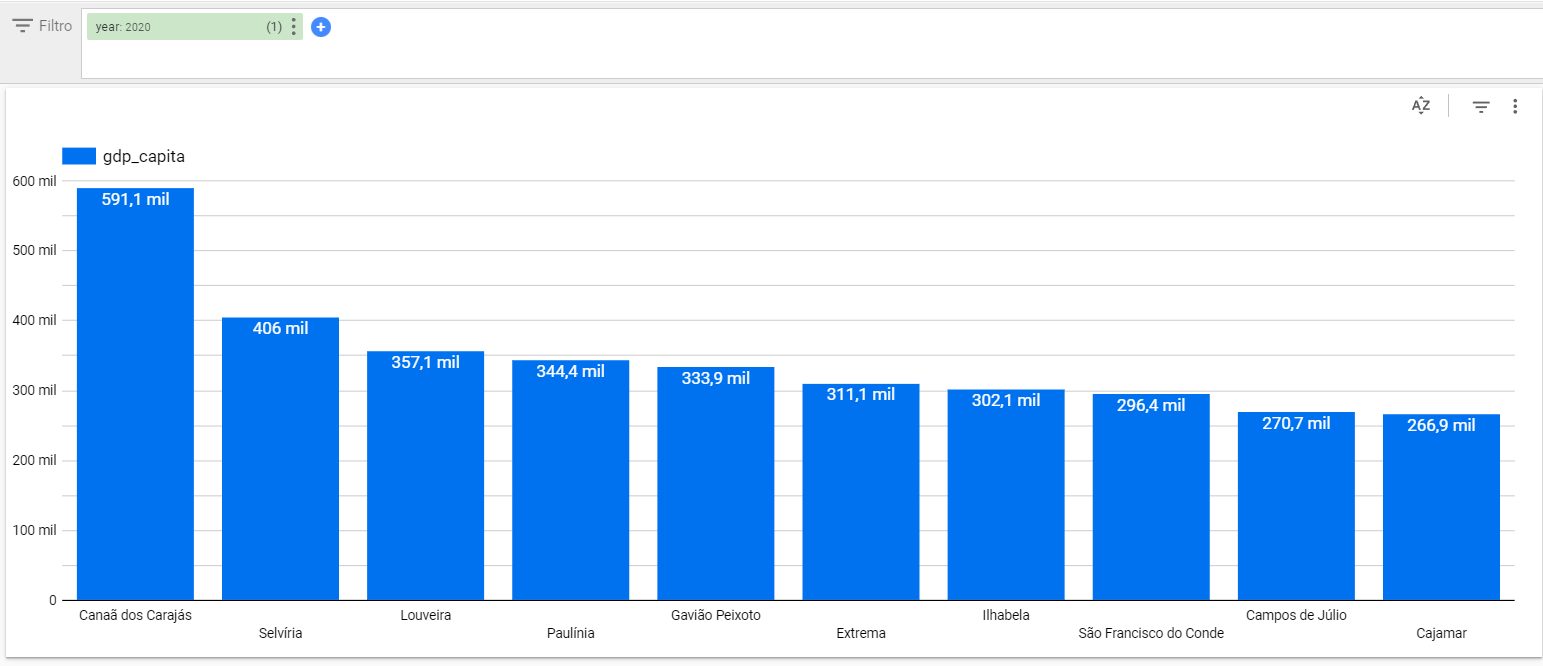 Filtro
year: 2020 (1)
AZ
gdp_capita
600 mil
500 mil
400 mil
300 mil
200 mil
100 mil
0
591,1 mil
406 mil
357,1 mil
344,4 mil
333,9 mil
311,1 mil
302,1 mil
296,4 mil
270,7 mil
266,9 mil
Canaã dos Carajás
Selvíria
Louveira
Paulínia
Gavião Peixoto
Extrema
Ilhabela
São Francisco do Conde
Campos de Júlio
Cajamar